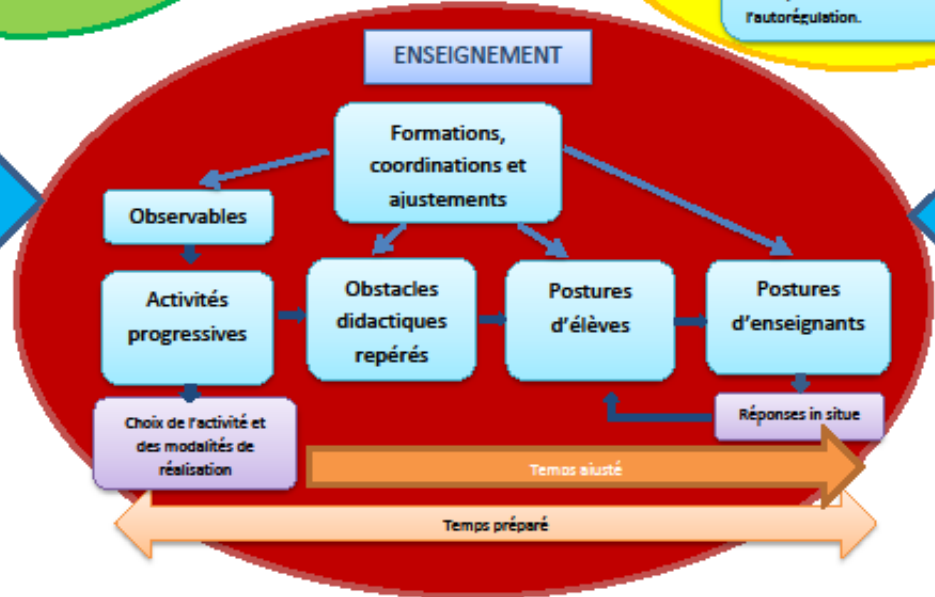 l'autorégulation.
ENSEIGNEMENT
Formations,
coordinations et
ajustements
Observables
Activités
progressives
Obstacles
didactiques
repérés
Postures
d'élèves
Postures
d'enseignants
Choix de l'activité et
des modalités de
réalisation
Réponses in situe
Temps ajusté
Temps préparé